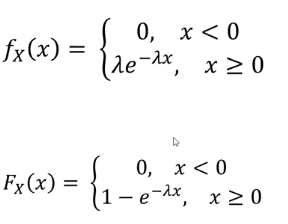 f_X(x) = { 0, x < 0
λe^{-λx}, x ≥ 0
F_X(x) = { 0, x < 0
1 − e^{-λx}, x ≥ 0